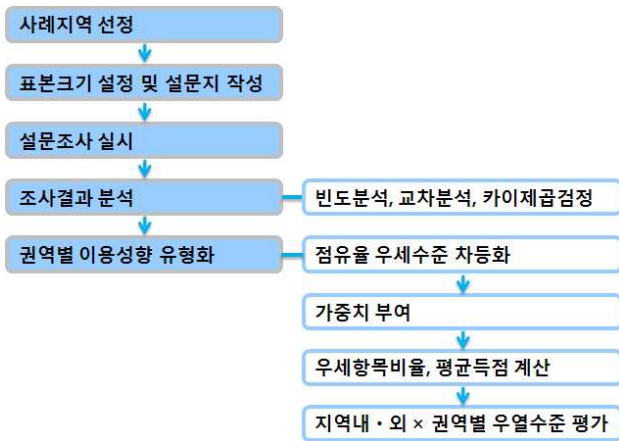 사례지역 선정
표본크기 설정 및 설문지 작성
설문조사 실시
조사결과 분석
빈도분석, 교차분석, 카이제곱검정
권역별 이용성향 유형화
점유율 우세수준 차등화
가중치 부여
우세항목비율, 평균득점 계산
지역내・외 × 권역별 우열수준 평가